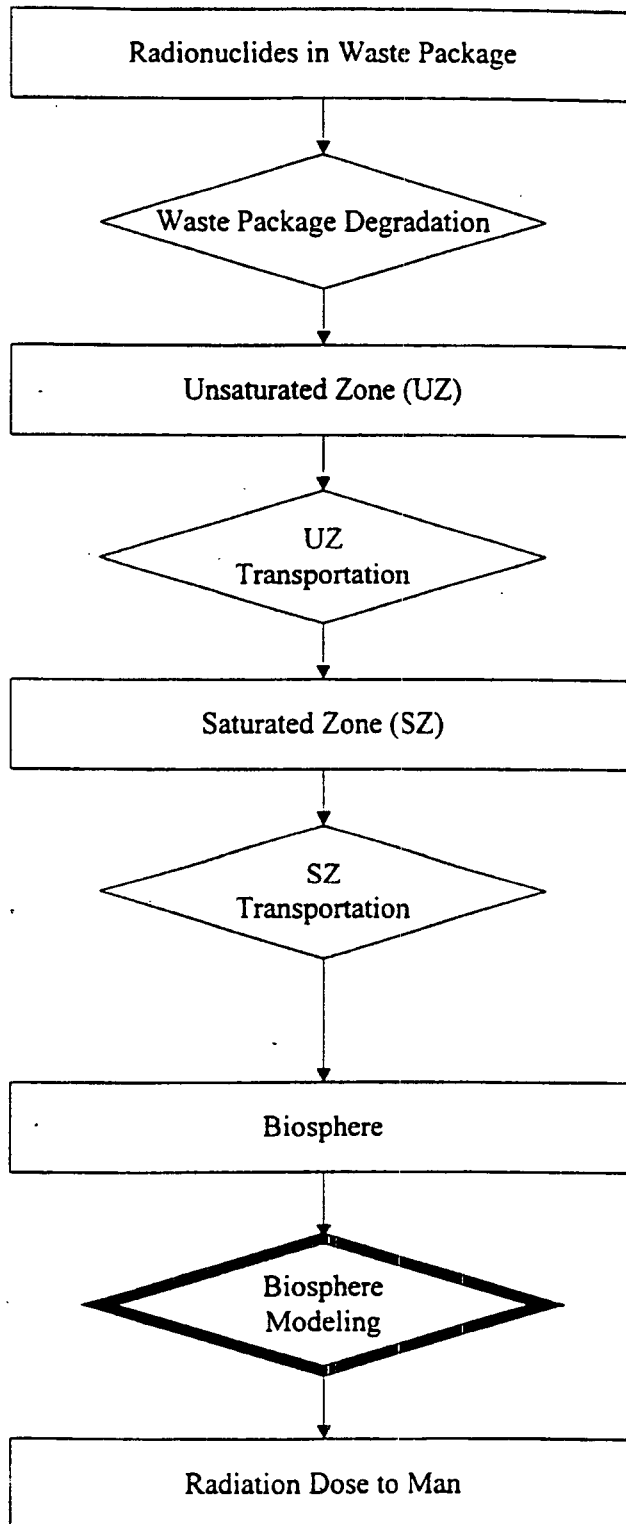 Radionuclides in Waste Package
Waste Package Degradation
Unsaturated Zone (UZ)
UZ
Transportation
Saturated Zone (SZ)
SZ
Transportation
Biosphere
Biosphere
Modeling
Radiation Dose to Man